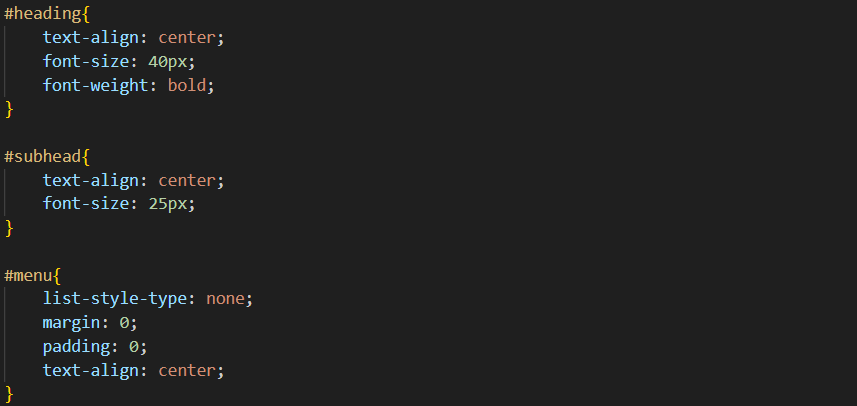 #heading{
    text-align: center;
    font-size: 40px;
    font-weight: bold;
}

#subhead{
    text-align: center;
    font-size: 25px;
}

#menu{
    list-style-type: none;
    margin: 0;
    padding: 0;
    text-align: center;
}